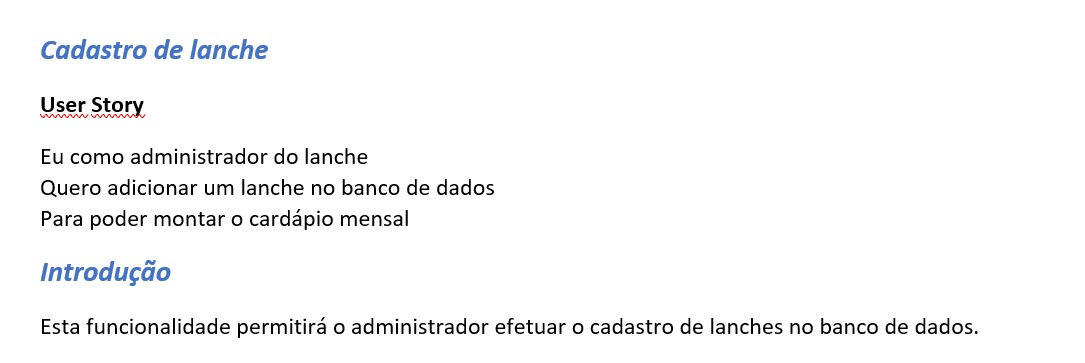 Cadastro de lanche
User Story
Eu como administrador do lanche
Quero adicionar um lanche no banco de dados
Para poder montar o cardápio mensal
Introdução
Esta funcionalidade permitirá o administrador efetuar o cadastro de lanches no banco de dados.